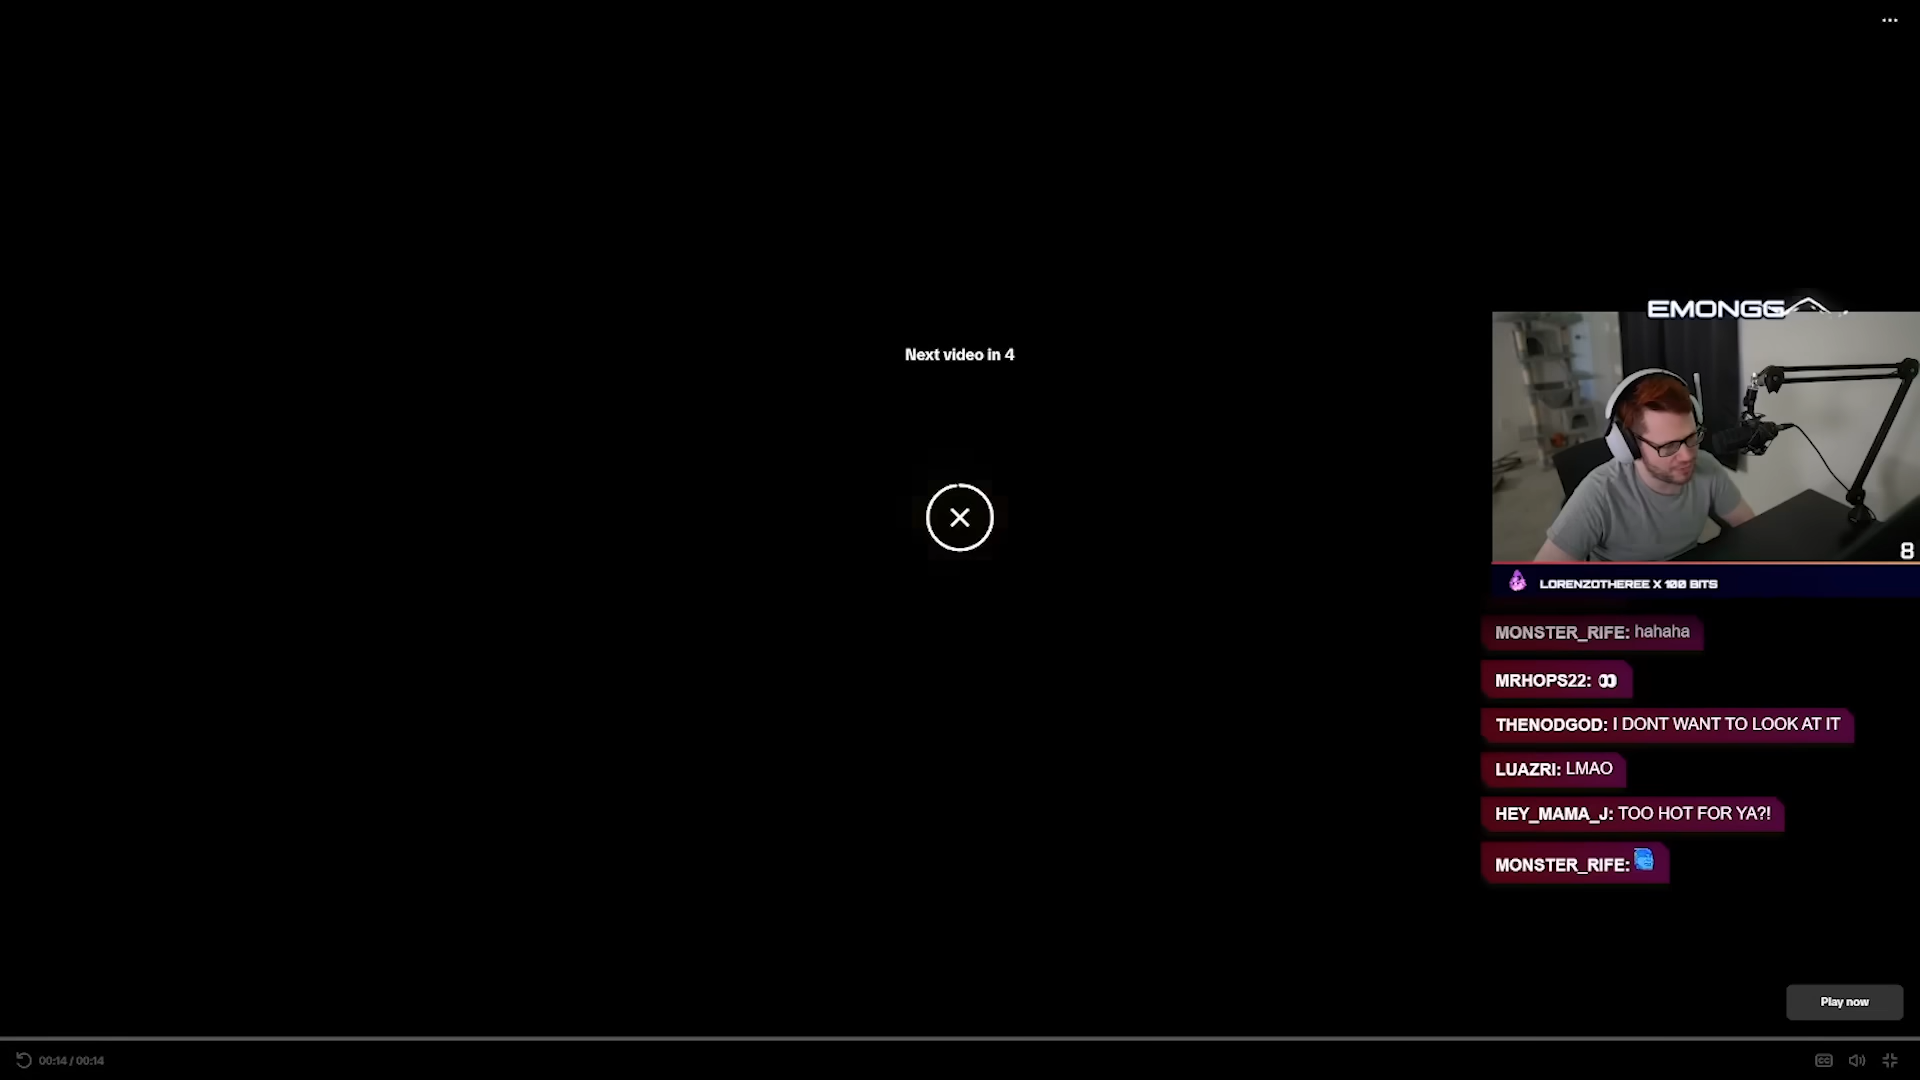 Next video in 4
EMONGG
8
LORENZOTHEREE X 100 BITS
MONSTER_RIFE: hahaha
MRHOPS22:
THENODGOD: I DONT WANT TO LOOK AT IT
LUAZRI: LMAO
HEY_MAMA_J: TOO HOT FOR YA?!
MONSTER_RIFE:
Play now
00:14 / 00:14
CC